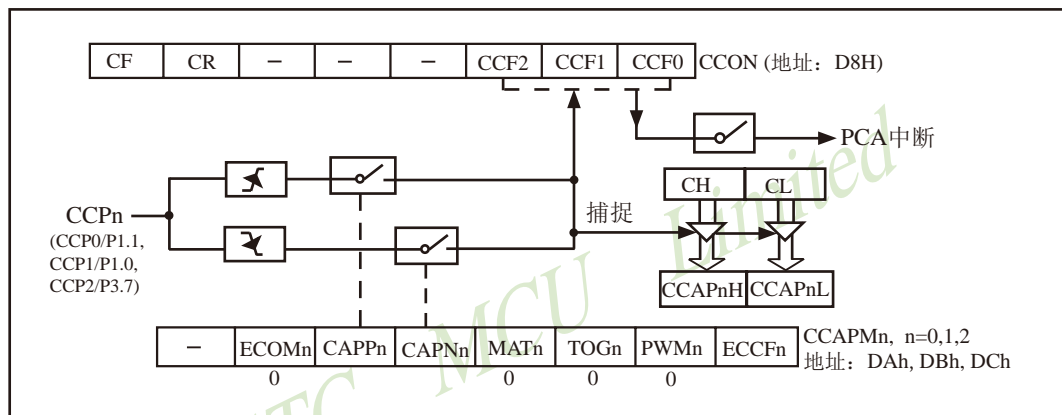 CF CR – – – CCF2 CCF1 CCF0 CCON (地址：D8H)
PCA中断
CH CL
CCPn
(CCP0/P1.1,
CCP1/P1.0,
CCP2/P3.7)
捕捉
CCAPnH CCAPnL
– ECOMn CAPPn CAPNn MATn TOGn PWMn ECCFn
CCAPMn, n=0,1,2
地址：DAh, DBh, DCh
0 0 0 0
MCU Limited